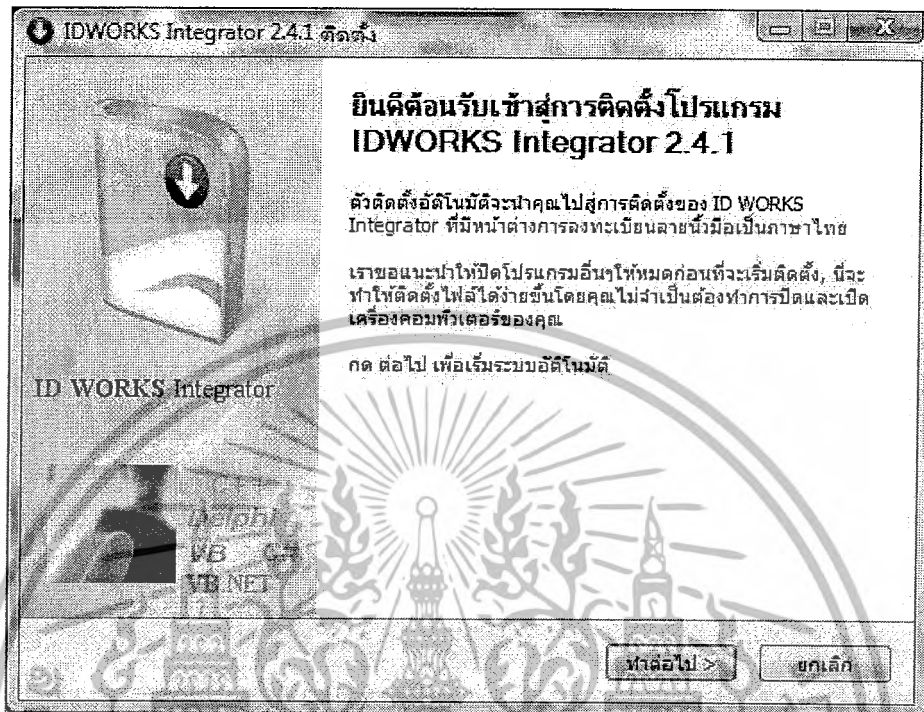 IDWORKS Integrator 2.4.1 ติดตั้ง
ยินดีต้อนรับเข้าสู่การติดตั้งโปรแกรม
IDWORKS Integrator 2.4.1
ตัวติดตั้งอัติโนมัติจะนำคุณไปสู่การติดตั้งของ ID WORKS
Integrator ที่มีหน้าต่างการลงทะเบียนลายนิ้วมือเป็นภาษาไทย
เราขอแนะนำให้ปิดโปรแกรมอื่นๆให้หมดก่อนที่จะเริ่มติดตั้ง, นี่จะ
ทำให้ติดตั้งไฟล์ได้ง่ายขึ้นโดยคุณไม่จำเป็นต้องทำการปิดและเปิด
เครื่องคอมพิวเตอร์ของคุณ
กด ต่อไป เพื่อเริ่มระบบอัติโนมัติ
ID WORKS Integrator
C++
Delphi
VB C#
VB.NET
ทำต่อไป >
ยกเลิก